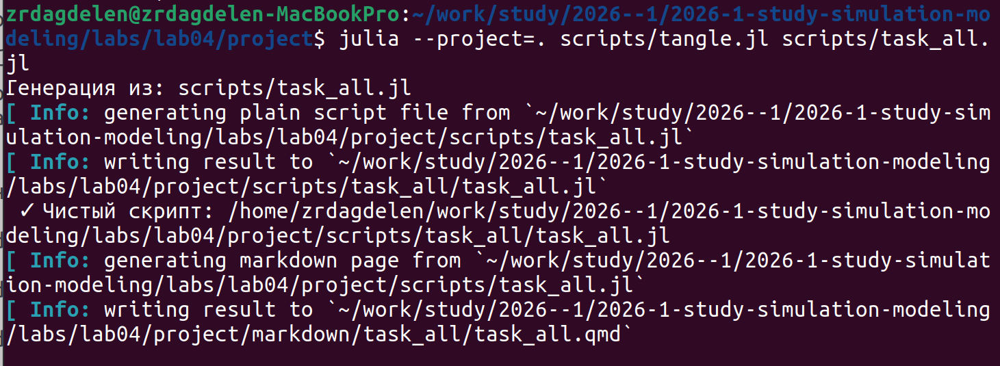 zrdagdelen@zrdagdelen-MacBookPro:~/work/study/2026--1/2026-1-study-simulation-mo
deling/labs/lab04/project$ julia --project=. scripts/tangle.jl scripts/task_all.
jl
Генерация из: scripts/task_all.jl
[ Info: generating plain script file from `~/work/study/2026--1/2026-1-study-sim
ulation-modeling/labs/lab04/project/scripts/task_all.jl`
[ Info: writing result to `~/work/study/2026--1/2026-1-study-simulation-modeling
/labs/lab04/project/scripts/task_all/task_all.jl`
✓ Чистый скрипт: /home/zrdagdelen/work/study/2026--1/2026-1-study-simulation-mo
deling/labs/lab04/project/scripts/task_all/task_all.jl
[ Info: generating markdown page from `~/work/study/2026--1/2026-1-study-simulat
ion-modeling/labs/lab04/project/scripts/task_all.jl`
[ Info: writing result to `~/work/study/2026--1/2026-1-study-simulation-modeling
/labs/lab04/project/markdown/task_all/task_all.qmd`